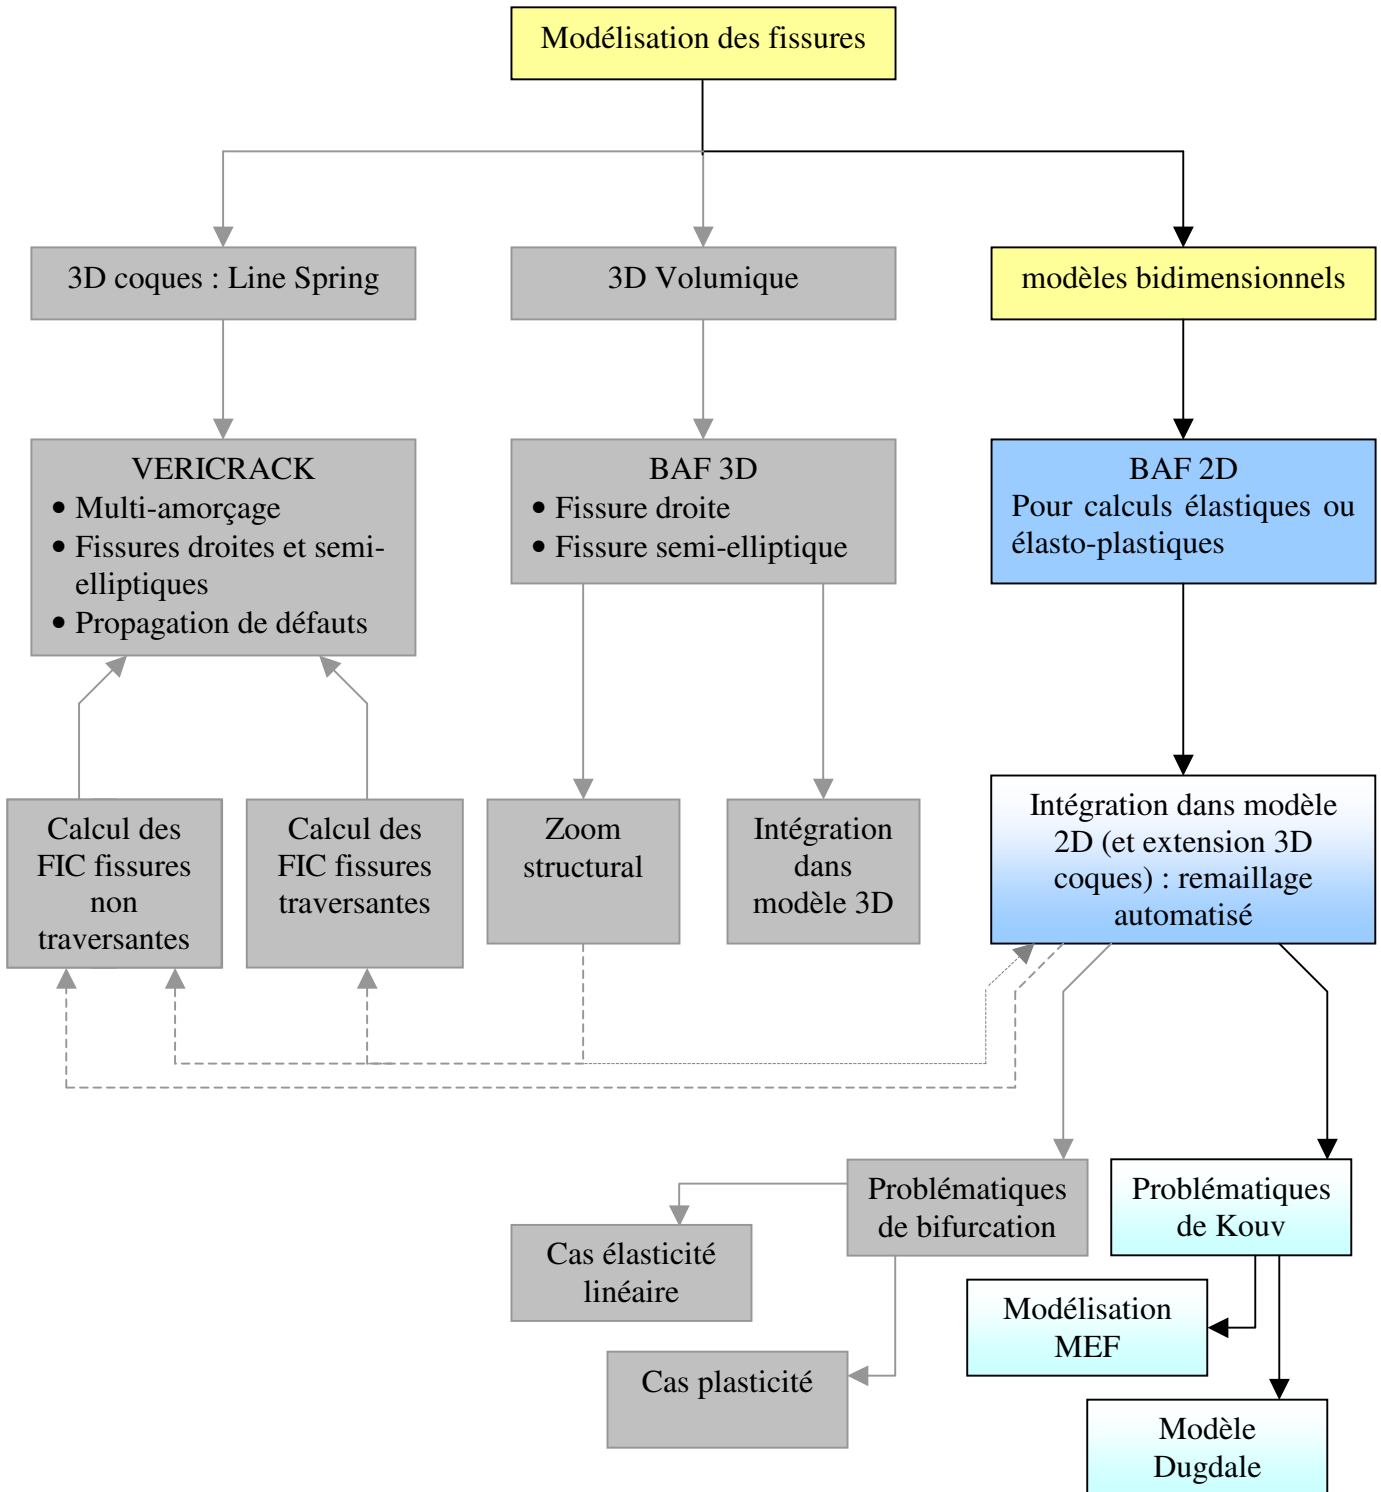 Modélisation des fissures
3D coques : Line Spring
3D Volumique
modèles bidimensionnels
VERICRACK
• Multi-amorçage
• Fissures droites et semi-
elliptiques
• Propagation de défauts
BAF 3D
• Fissure droite
• Fissure semi-elliptique
BAF 2D
Pour calculs élastiques ou
élasto-plastiques
Calcul des
FIC fissures
non
traversantes
Calcul des
FIC fissures
traversantes
Zoom
structural
Intégration
dans
modèle 3D
Intégration dans modèle
2D (et extension 3D
coques) : remaillage
automatisé
Problématiques
de bifurcation
Problématiques
de Kouv
Cas élasticité
linéaire
Modélisation
MEF
Cas plasticité
Modèle
Dugdale